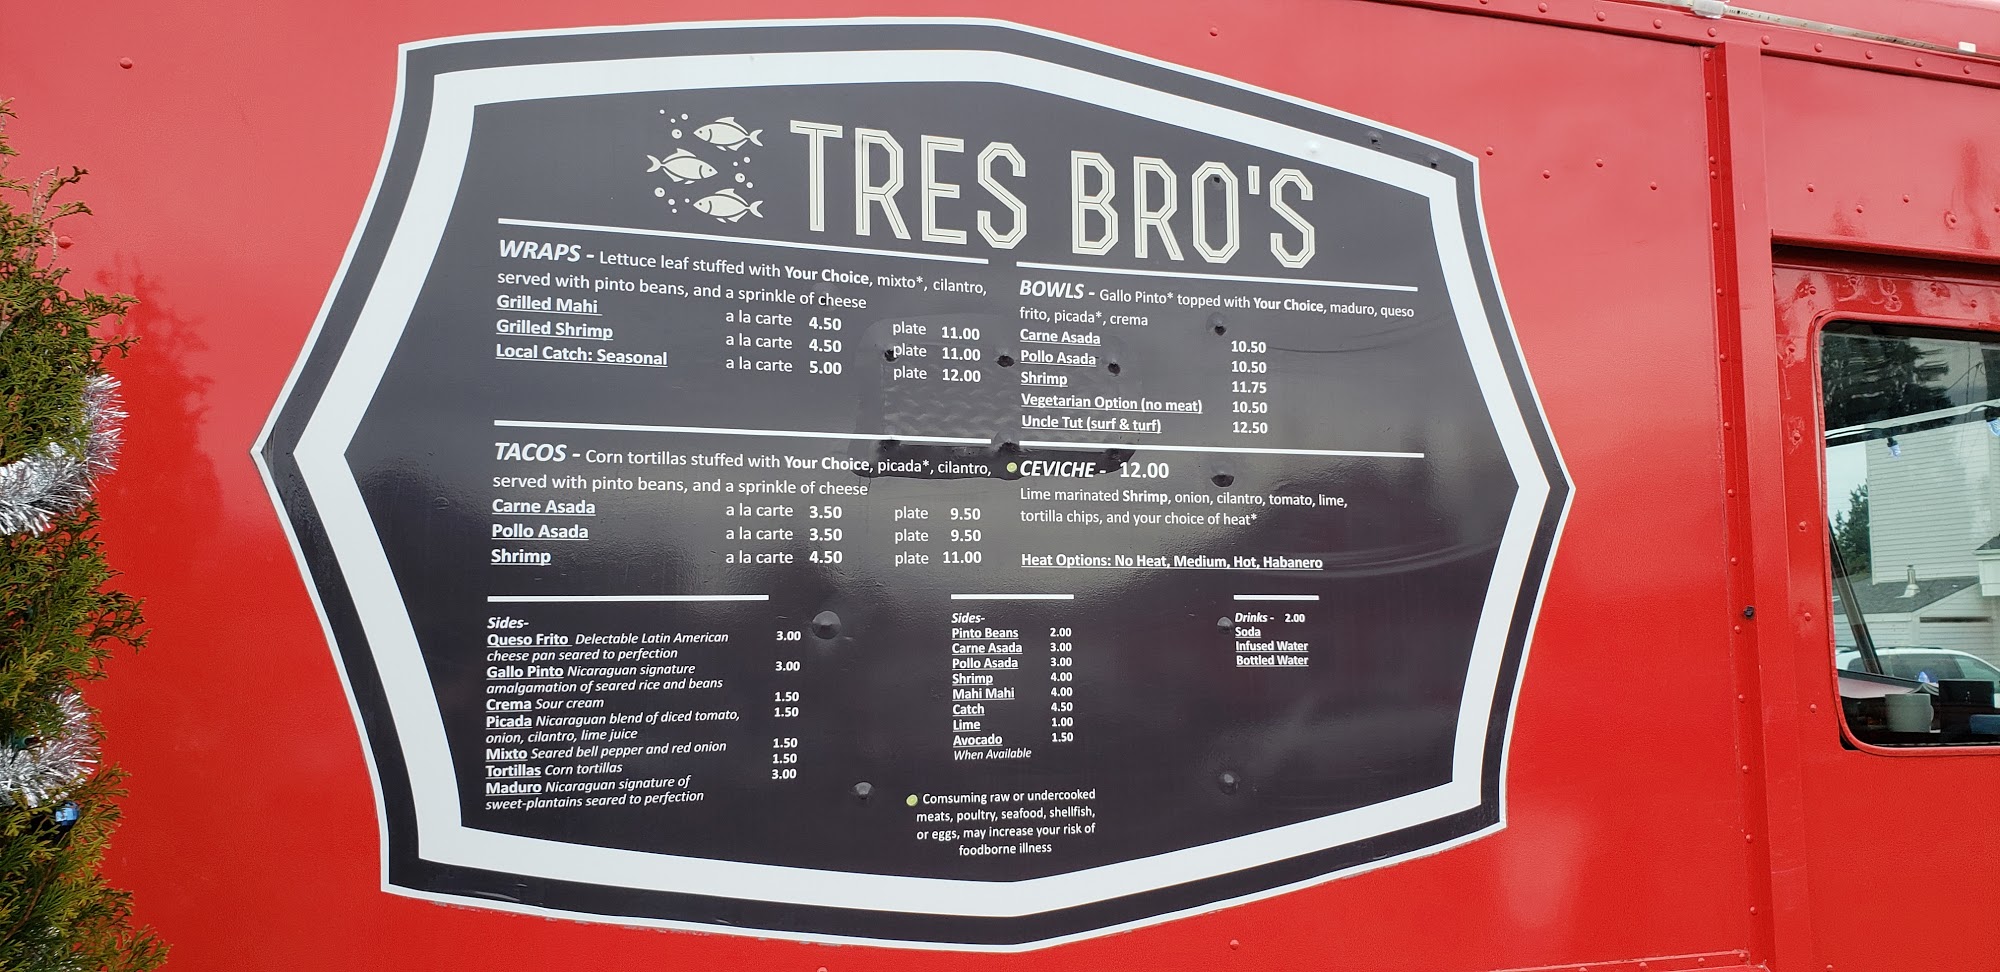 TRES BRO'S
WRAPS - Lettuce leaf stuffed with Your Choice, mixto*, cilantro,
served with pinto beans, and a sprinkle of cheese
Grilled Mahi a la carte 4.50 plate 11.00
Grilled Shrimp a la carte 4.50 plate 11.00
Local Catch: Seasonal a la carte 5.00 plate 12.00
TACOS - Corn tortillas stuffed with Your Choice, picada*, cilantro,
served with pinto beans, and a sprinkle of cheese
Carne Asada a la carte 3.50 plate 9.50
Pollo Asada a la carte 3.50 plate 9.50
Shrimp a la carte 4.50 plate 11.00
BOWLS - Gallo Pinto* topped with Your Choice, maduro, queso
frito, picada*, crema
Carne Asada 10.50
Pollo Asada 10.50
Shrimp 11.75
Vegetarian Option (no meat) 10.50
Uncle Tut (surf & turf) 12.50
CEVICHE - 12.00
Lime marinated Shrimp, onion, cilantro, tomato, lime,
tortilla chips, and your choice of heat*
Heat Options: No Heat, Medium, Hot, Habanero
Sides-
Queso Frito Delectable Latin American 3.00
cheese pan seared to perfection
Gallo Pinto Nicaraguan signature 3.00
amalgamation of seared rice and beans
Crema Sour cream 1.50
Picada Nicaraguan blend of diced tomato, 1.50
onion, cilantro, lime juice
Mixto Seared bell pepper and red onion 1.50
Tortillas Corn tortillas 1.50
Maduro Nicaraguan signature of 3.00
sweet-plantains seared to perfection
Sides-
Pinto Beans 2.00
Carne Asada 3.00
Pollo Asada 3.00
Shrimp 4.00
Mahi Mahi 4.00
Catch 4.50
Lime 1.00
Avocado 1.50
When Available
Drinks - 2.00
Soda
Infused Water
Bottled Water
Comsuming raw or undercooked
meats, poultry, seafood, shellfish,
or eggs, may increase your risk of
foodborne illness